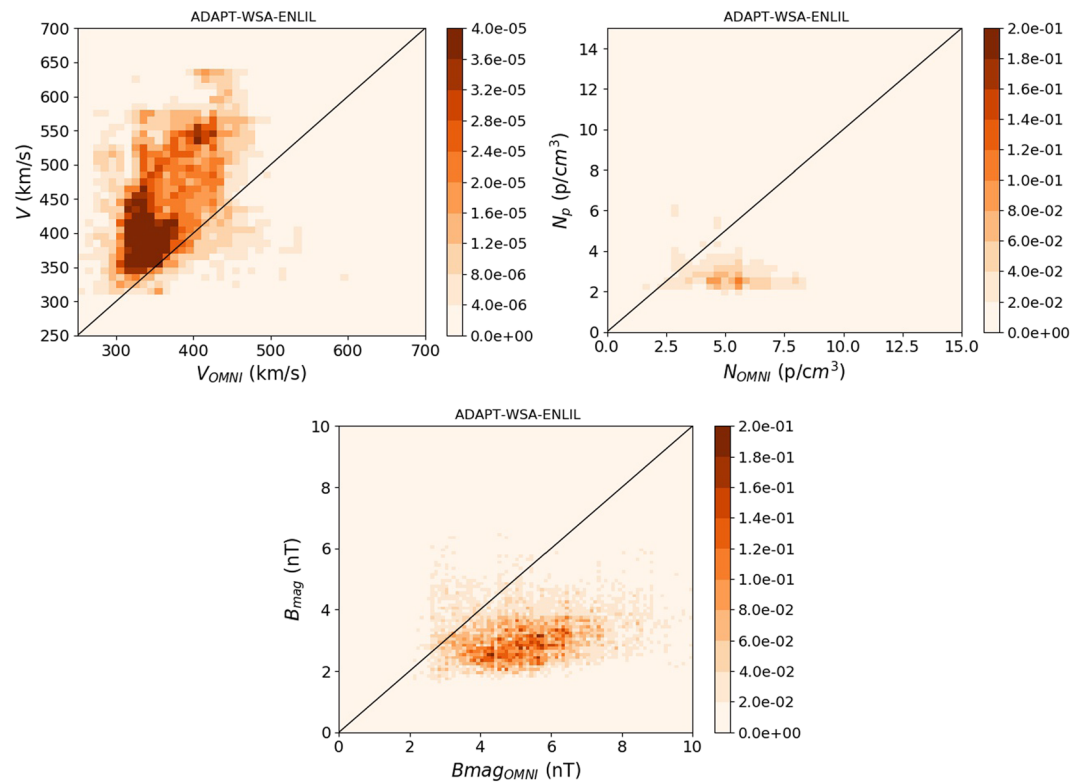 ADAPT-WSA-ENLIL
700
650
600
550
500
450
400
350
300
250
V (km/s)
300 400 500 600 700
V_OMNI (km/s)
4.0e-05
3.6e-05
3.2e-05
2.8e-05
2.4e-05
2.0e-05
1.6e-05
1.2e-05
8.0e-06
4.0e-06
0.0e+00
ADAPT-WSA-ENLIL
14
12
10
8
6
4
2
0
N_p (p/cm^3)
0.0 2.5 5.0 7.5 10.0 12.5 15.0
N_OMNI (p/cm^3)
2.0e-01
1.8e-01
1.6e-01
1.4e-01
1.2e-01
1.0e-01
8.0e-02
6.0e-02
4.0e-02
2.0e-02
0.0e+00
ADAPT-WSA-ENLIL
10
8
6
4
2
0
B_mag (nT)
0 2 4 6 8 10
Bmag_OMNI (nT)
2.0e-01
1.8e-01
1.6e-01
1.4e-01
1.2e-01
1.0e-01
8.0e-02
6.0e-02
4.0e-02
2.0e-02
0.0e+00